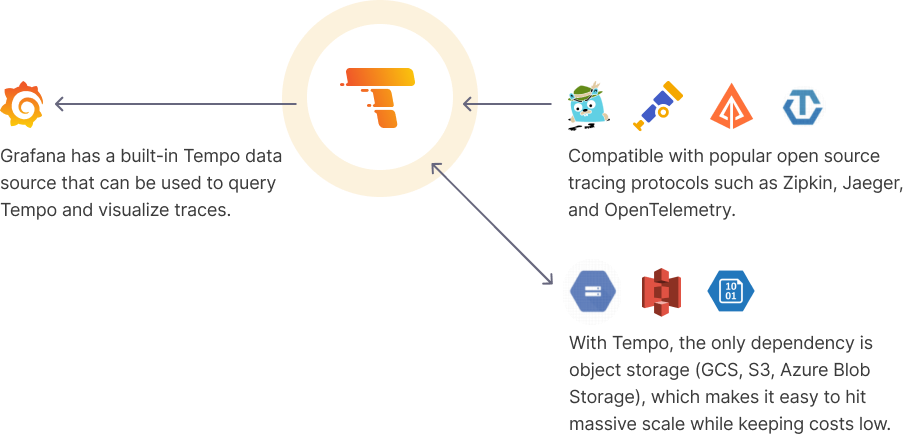 Grafana has a built-in Tempo data
source that can be used to query
Tempo and visualize traces.
Compatible with popular open source
tracing protocols such as Zipkin, Jaeger,
and OpenTelemetry.
10
01
With Tempo, the only dependency is
object storage (GCS, S3, Azure Blob
Storage), which makes it easy to hit
massive scale while keeping costs low.